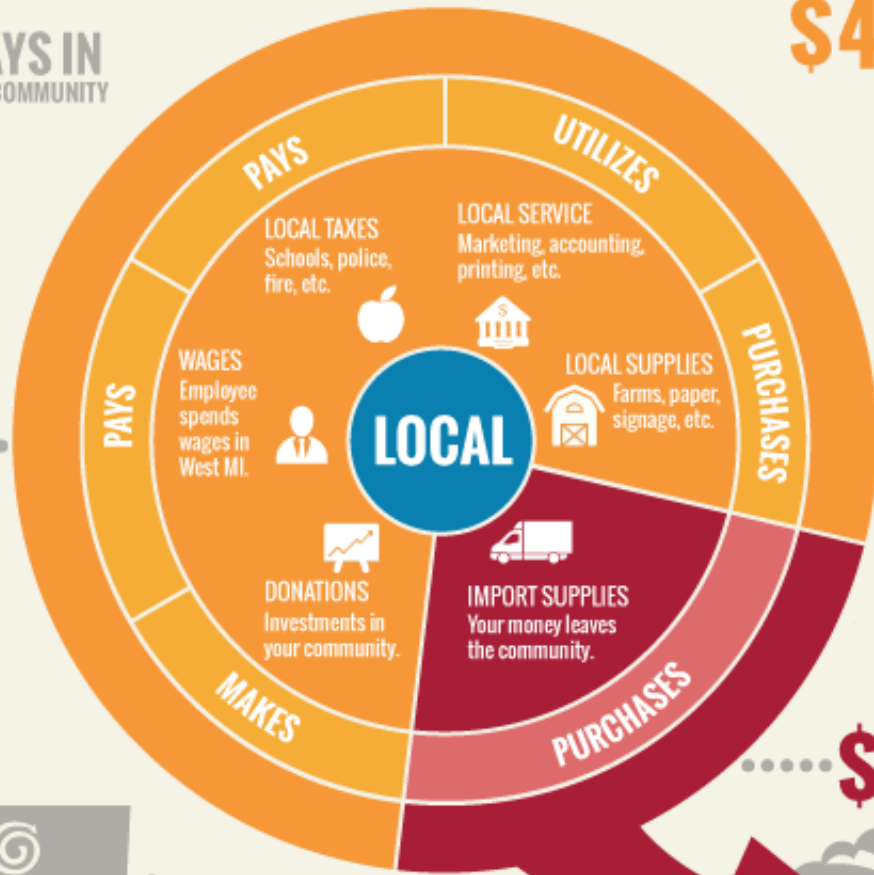 AYS IN
COMMUNITY
$4
PAYS
UTILIZES
LOCAL TAXES
Schools, police,
fire, etc.
LOCAL SERVICE
Marketing, accounting,
printing, etc.
$
WAGES
Employee
spends
wages in
West MI.
PAYS
LOCAL SUPPLIES
Farms, paper,
signage, etc.
PURCHASES
LOCAL
DONATIONS
Investments in
your community.
MAKES
IMPORT SUPPLIES
Your money leaves
the community.
PURCHASES
$